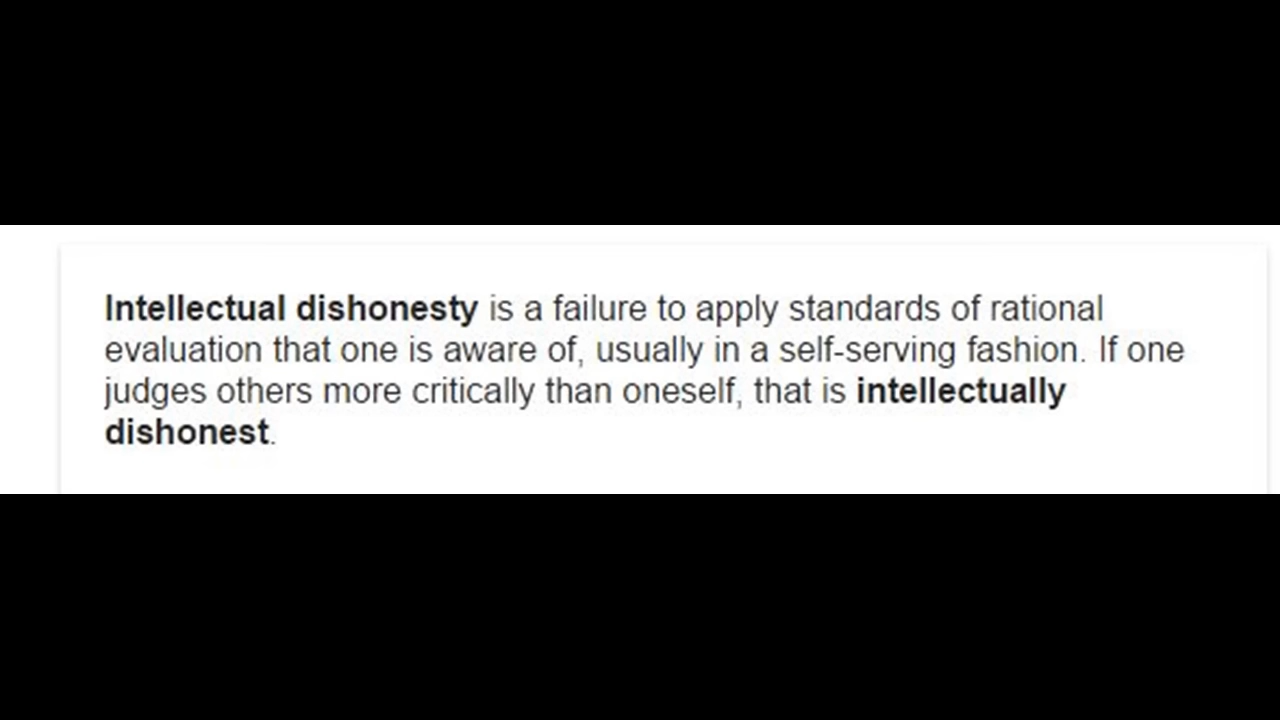 Intellectual dishonesty is a failure to apply standards of rational
evaluation that one is aware of, usually in a self-serving fashion. If one
judges others more critically than oneself, that is intellectually
dishonest.